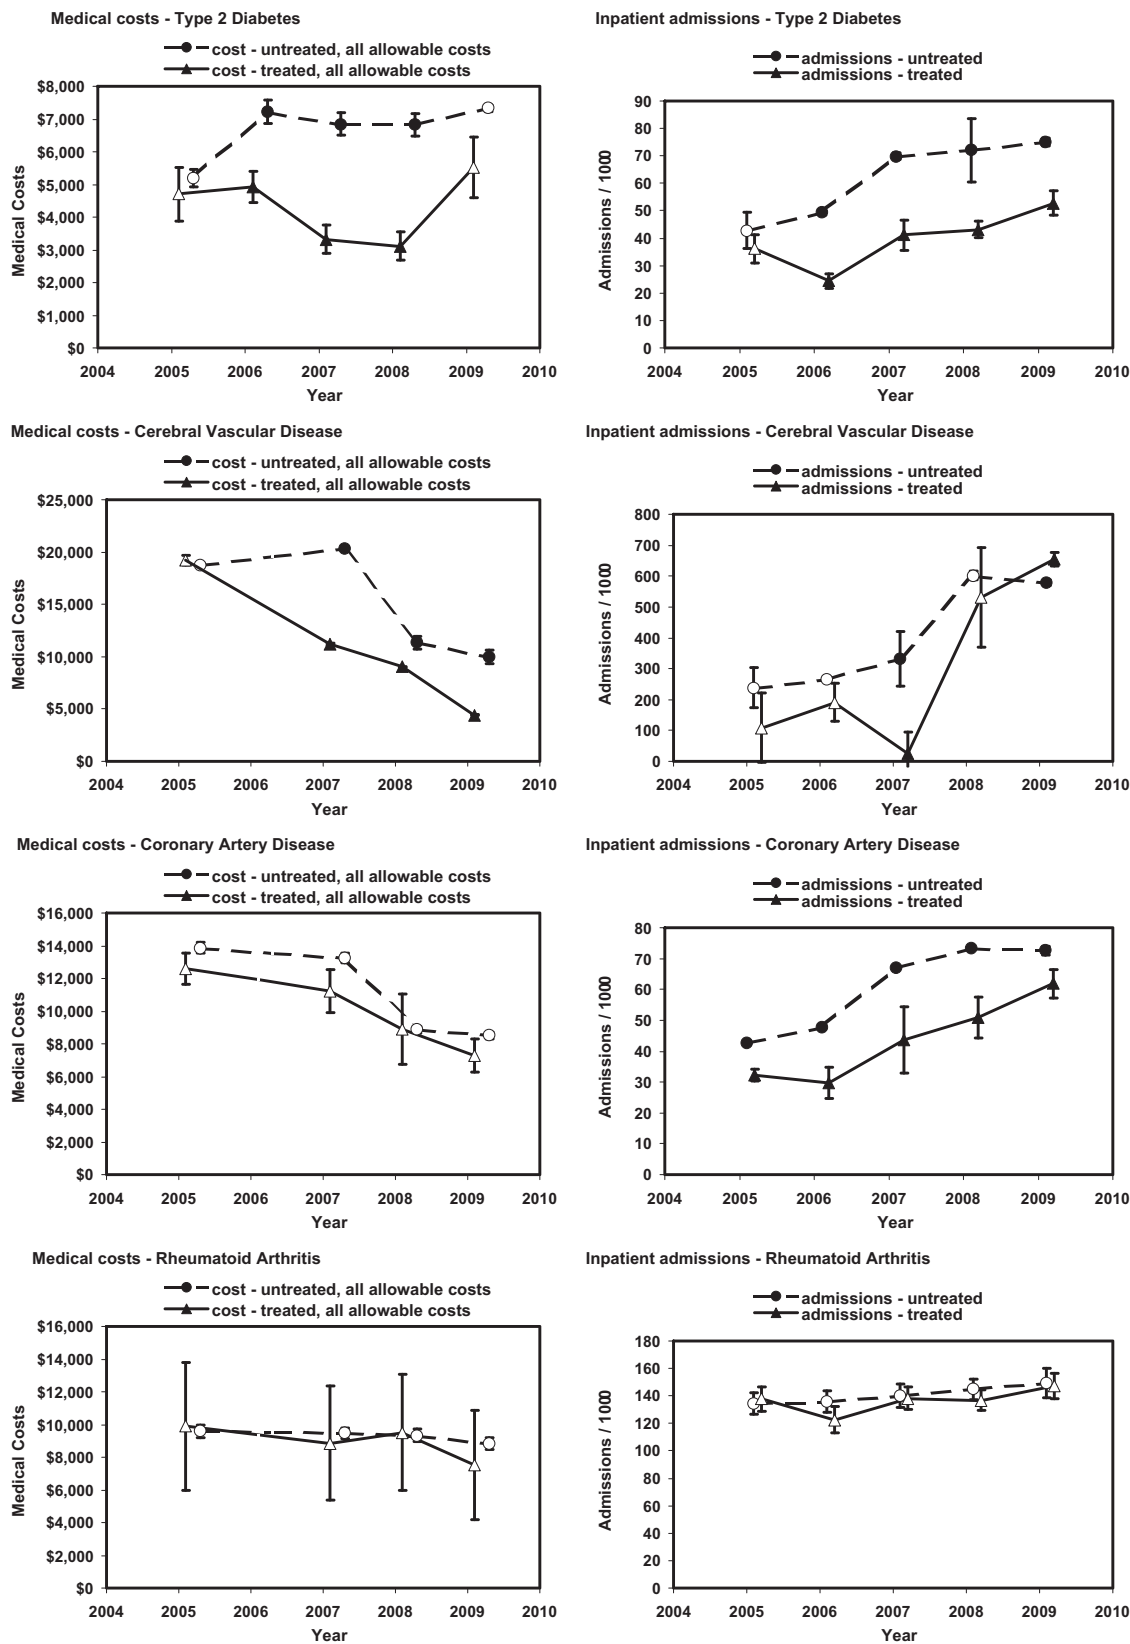 Medical costs - Type 2 Diabetes
cost - untreated, all allowable costs
cost - treated, all allowable costs
$8,000
$7,000
$6,000
$5,000
$4,000
$3,000
$2,000
$1,000
$0
Medical Costs
2004 2005 2006 2007 2008 2009 2010
Year
Inpatient admissions - Type 2 Diabetes
admissions - untreated
admissions - treated
90
80
70
60
50
40
30
20
10
0
Admissions / 1000
2004 2005 2006 2007 2008 2009 2010
Year
Medical costs - Cerebral Vascular Disease
cost - untreated, all allowable costs
cost - treated, all allowable costs
$25,000
$20,000
$15,000
$10,000
$5,000
$0
Medical Costs
2004 2005 2006 2007 2008 2009 2010
Year
Inpatient admissions - Cerebral Vascular Disease
admissions - untreated
admissions - treated
800
700
600
500
400
300
200
100
0
Admissions / 1000
2004 2005 2006 2007 2008 2009 2010
Year
Medical costs - Coronary Artery Disease
cost - untreated, all allowable costs
cost - treated, all allowable costs
$16,000
$14,000
$12,000
$10,000
$8,000
$6,000
$4,000
$2,000
$0
Medical Costs
2004 2005 2006 2007 2008 2009 2010
Year
Inpatient admissions - Coronary Artery Disease
admissions - untreated
admissions - treated
80
70
60
50
40
30
20
10
0
Admissions / 1000
2004 2005 2006 2007 2008 2009 2010
Year
Medical costs - Rheumatoid Arthritis
cost - untreated, all allowable costs
cost - treated, all allowable costs
$16,000
$14,000
$12,000
$10,000
$8,000
$6,000
$4,000
$2,000
$0
Medical Costs
2004 2005 2006 2007 2008 2009 2010
Year
Inpatient admissions - Rheumatoid Arthritis
admissions - untreated
admissions - treated
180
160
140
120
100
80
60
40
20
0
Admissions / 1000
2004 2005 2006 2007 2008 2009 2010
Year